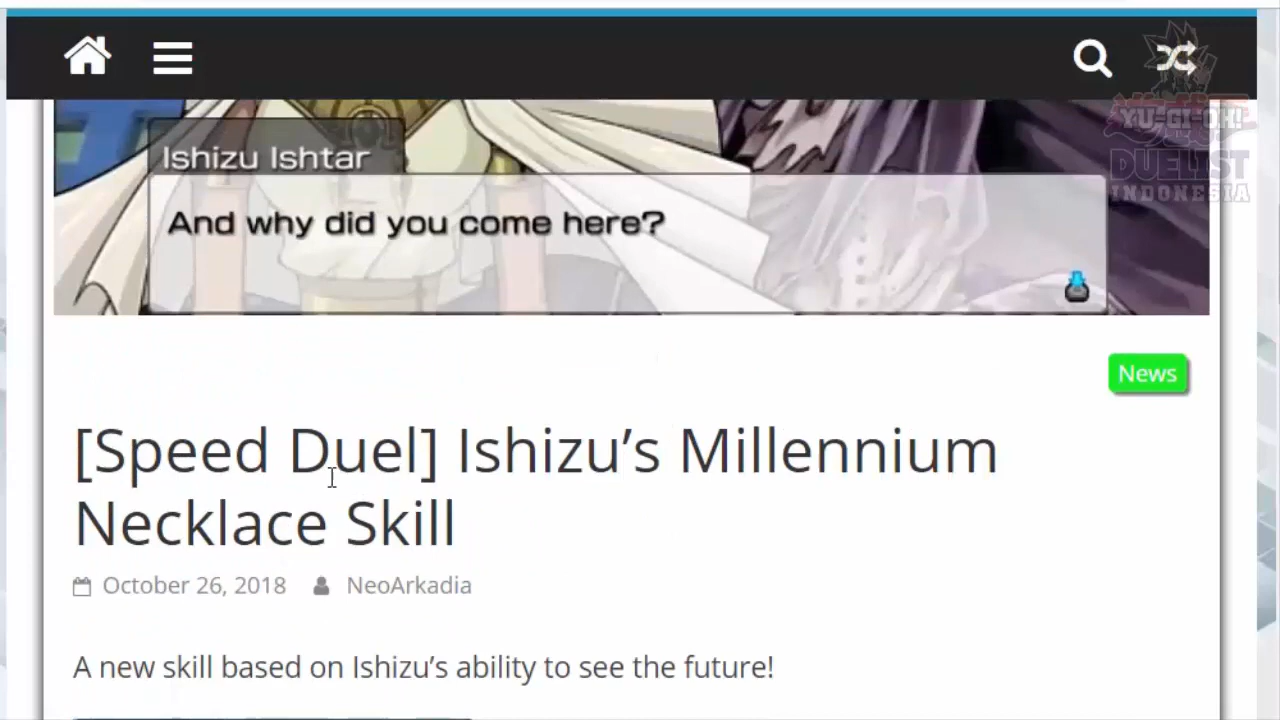 YU-GI-OH!
DUELIST
INDONESIA
Ishizu Ishtar
And why did you come here?
News
[Speed Duel] Ishizu’s Millennium
Necklace Skill
October 26, 2018 NeoArkadia
A new skill based on Ishizu’s ability to see the future!